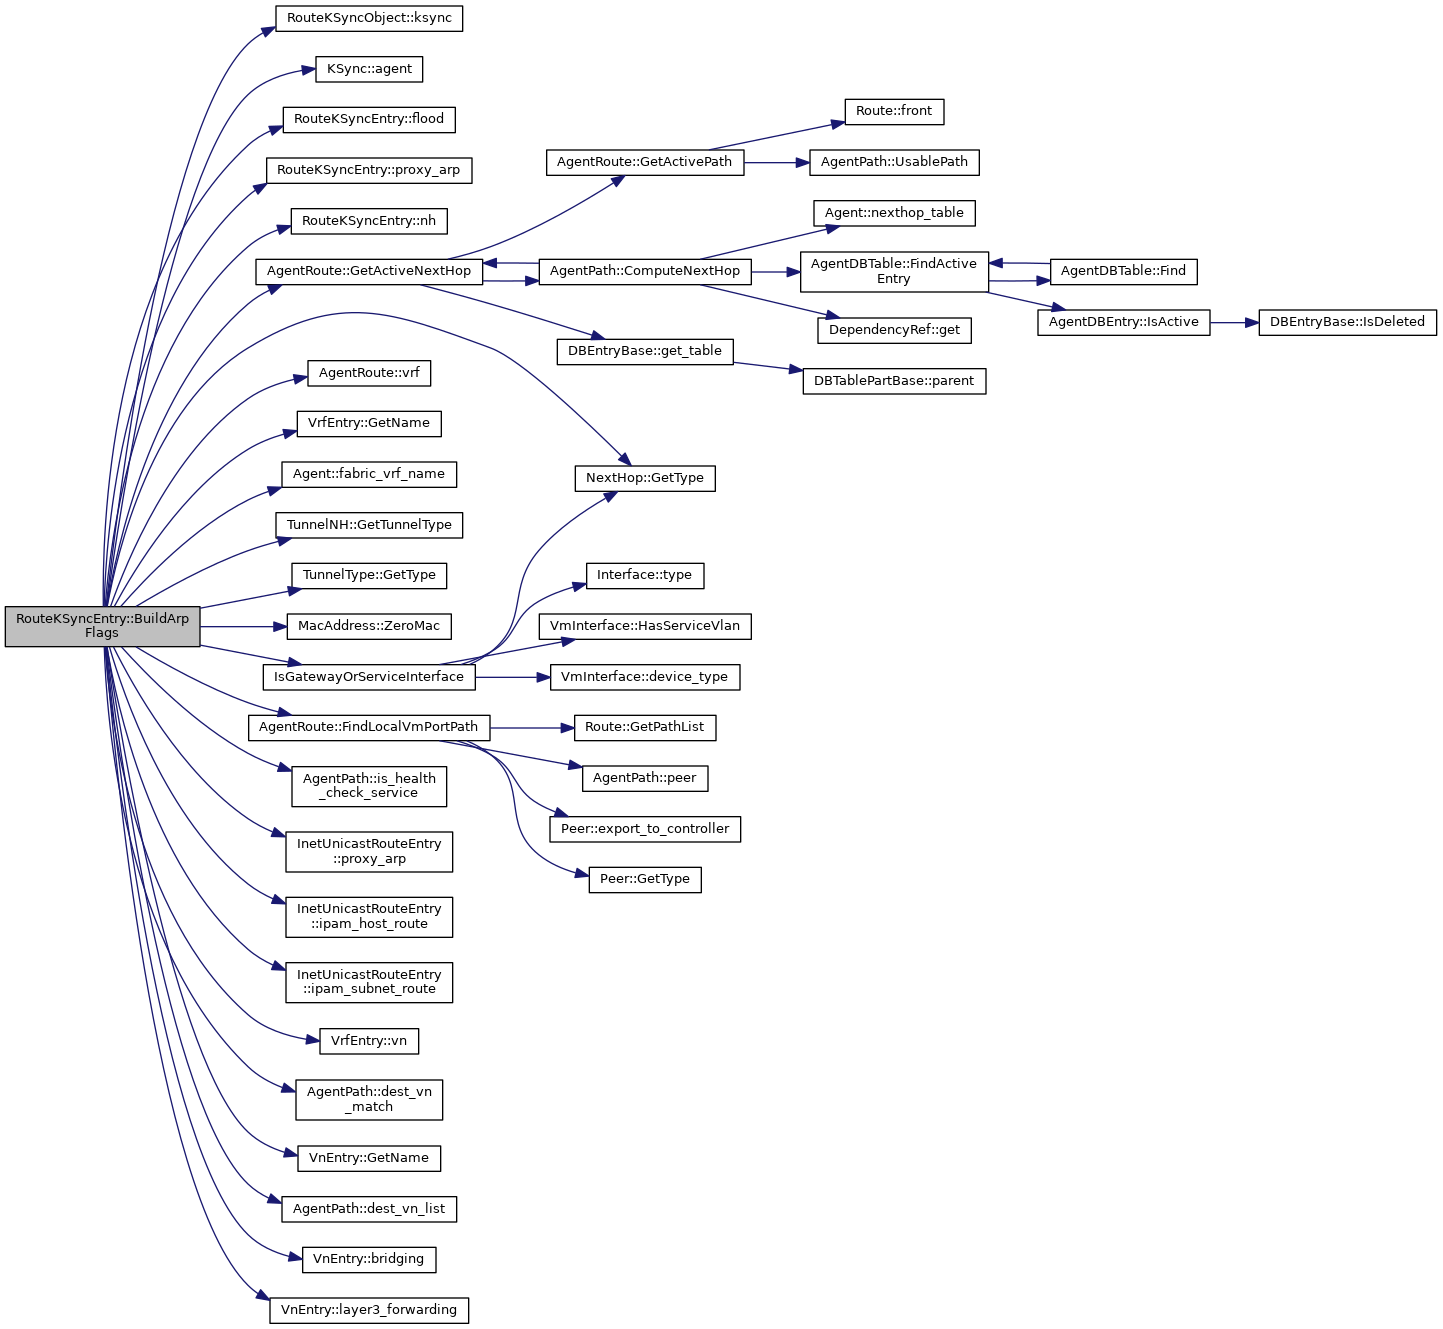 RouteKSyncObject::ksync
KSync::agent
RouteKSyncEntry::flood
Route::front
AgentRoute::GetActivePath
AgentPath::UsablePath
RouteKSyncEntry::proxy_arp
Agent::nexthop_table
RouteKSyncEntry::nh
AgentRoute::GetActiveNextHop
AgentPath::ComputeNextHop
AgentDBTable::FindActive
Entry
AgentDBTable::Find
DependencyRef::get
AgentDBEntry::IsActive
DBEntryBase::IsDeleted
DBEntryBase::get_table
DBTablePartBase::parent
AgentRoute::vrf
VrfEntry::GetName
Agent::fabric_vrf_name
NextHop::GetType
TunnelNH::GetTunnelType
TunnelType::GetType
Interface::type
RouteKSyncEntry::BuildArp
Flags
MacAddress::ZeroMac
VmInterface::HasServiceVlan
IsGatewayOrServiceInterface
VmInterface::device_type
AgentRoute::FindLocalVmPortPath
Route::GetPathList
AgentPath::is_health
_check_service
AgentPath::peer
Peer::export_to_controller
InetUnicastRouteEntry
::proxy_arp
Peer::GetType
InetUnicastRouteEntry
::ipam_host_route
InetUnicastRouteEntry
::ipam_subnet_route
VrfEntry::vn
AgentPath::dest_vn
_match
VnEntry::GetName
AgentPath::dest_vn_list
VnEntry::bridging
VnEntry::layer3_forwarding